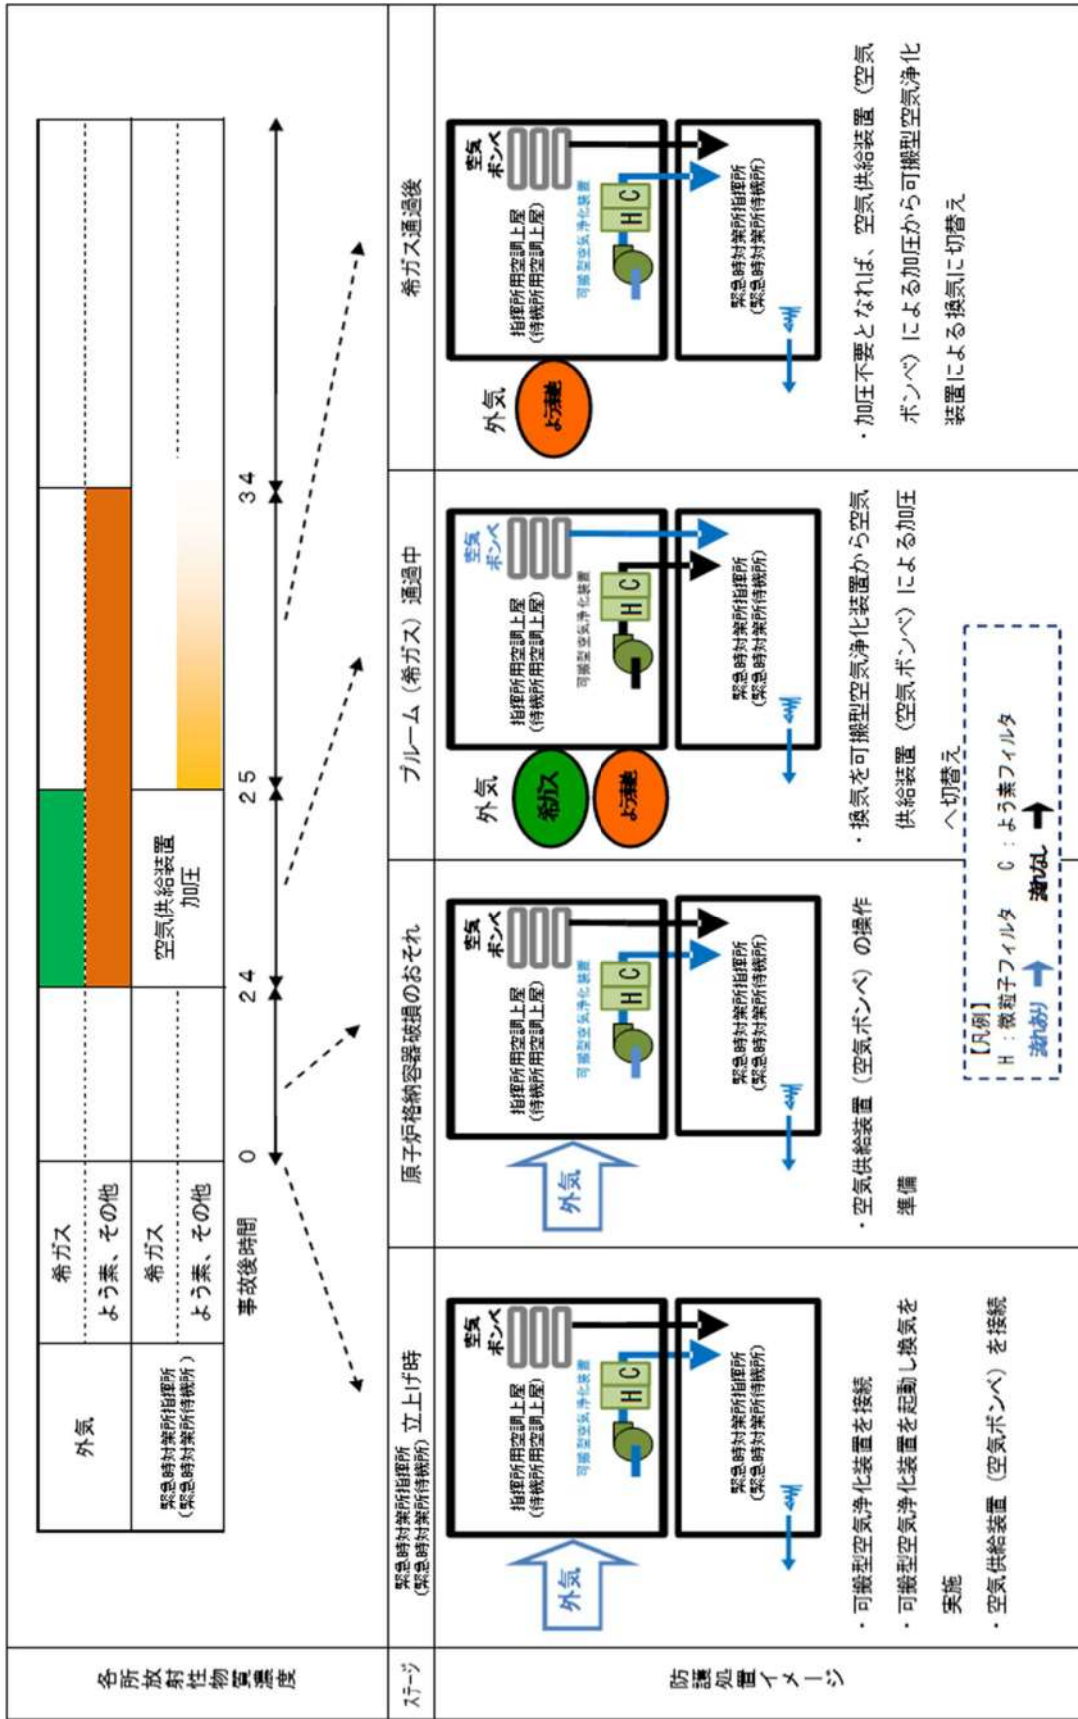 各所放射性物質濃度
外気
希ガス
よう素、その他
緊急時対策所指揮所
(緊急時対策所待機所)
希ガス
よう素、その他
空気供給装置
加圧
事故後時間
0
24
25
34
ステージ
緊急時対策所指揮所
(緊急時対策所待機所)
立上げ時
原子炉格納容器破損のおそれ
プルーム（希ガス）通過中
希ガス通過後
防護処置イメージ
外気
空気
ボンベ
指揮所用空調上屋
(待機所用空調上屋)
可搬型空気浄化装置
H C
緊急時対策所指揮所
(緊急時対策所待機所)
・可搬型空気浄化装置を接続
・可搬型空気浄化装置を起動し換気を
実施
・空気供給装置（空気ボンベ）を接続
外気
空気
ボンベ
指揮所用空調上屋
(待機所用空調上屋)
可搬型空気浄化装置
H C
緊急時対策所指揮所
(緊急時対策所待機所)
・空気供給装置（空気ボンベ）の操作
準備
外気
希ガス
空気
ボンベ
指揮所用空調上屋
(待機所用空調上屋)
可搬型空気浄化装置
H C
緊急時対策所指揮所
(緊急時対策所待機所)
・換気を可搬型空気浄化装置から空気
供給装置（空気ボンベ）による加圧
へ切替え
外気
空気
ボンベ
指揮所用空調上屋
(待機所用空調上屋)
可搬型空気浄化装置
H C
緊急時対策所指揮所
(緊急時対策所待機所)
・加圧不要となれば、空気供給装置（空気
ボンベ）による加圧から可搬型空気浄化
装置による換気に切替え
【凡例】
H：微粒子フィルタ　C：よう素フィルタ
流れあり　流れなし